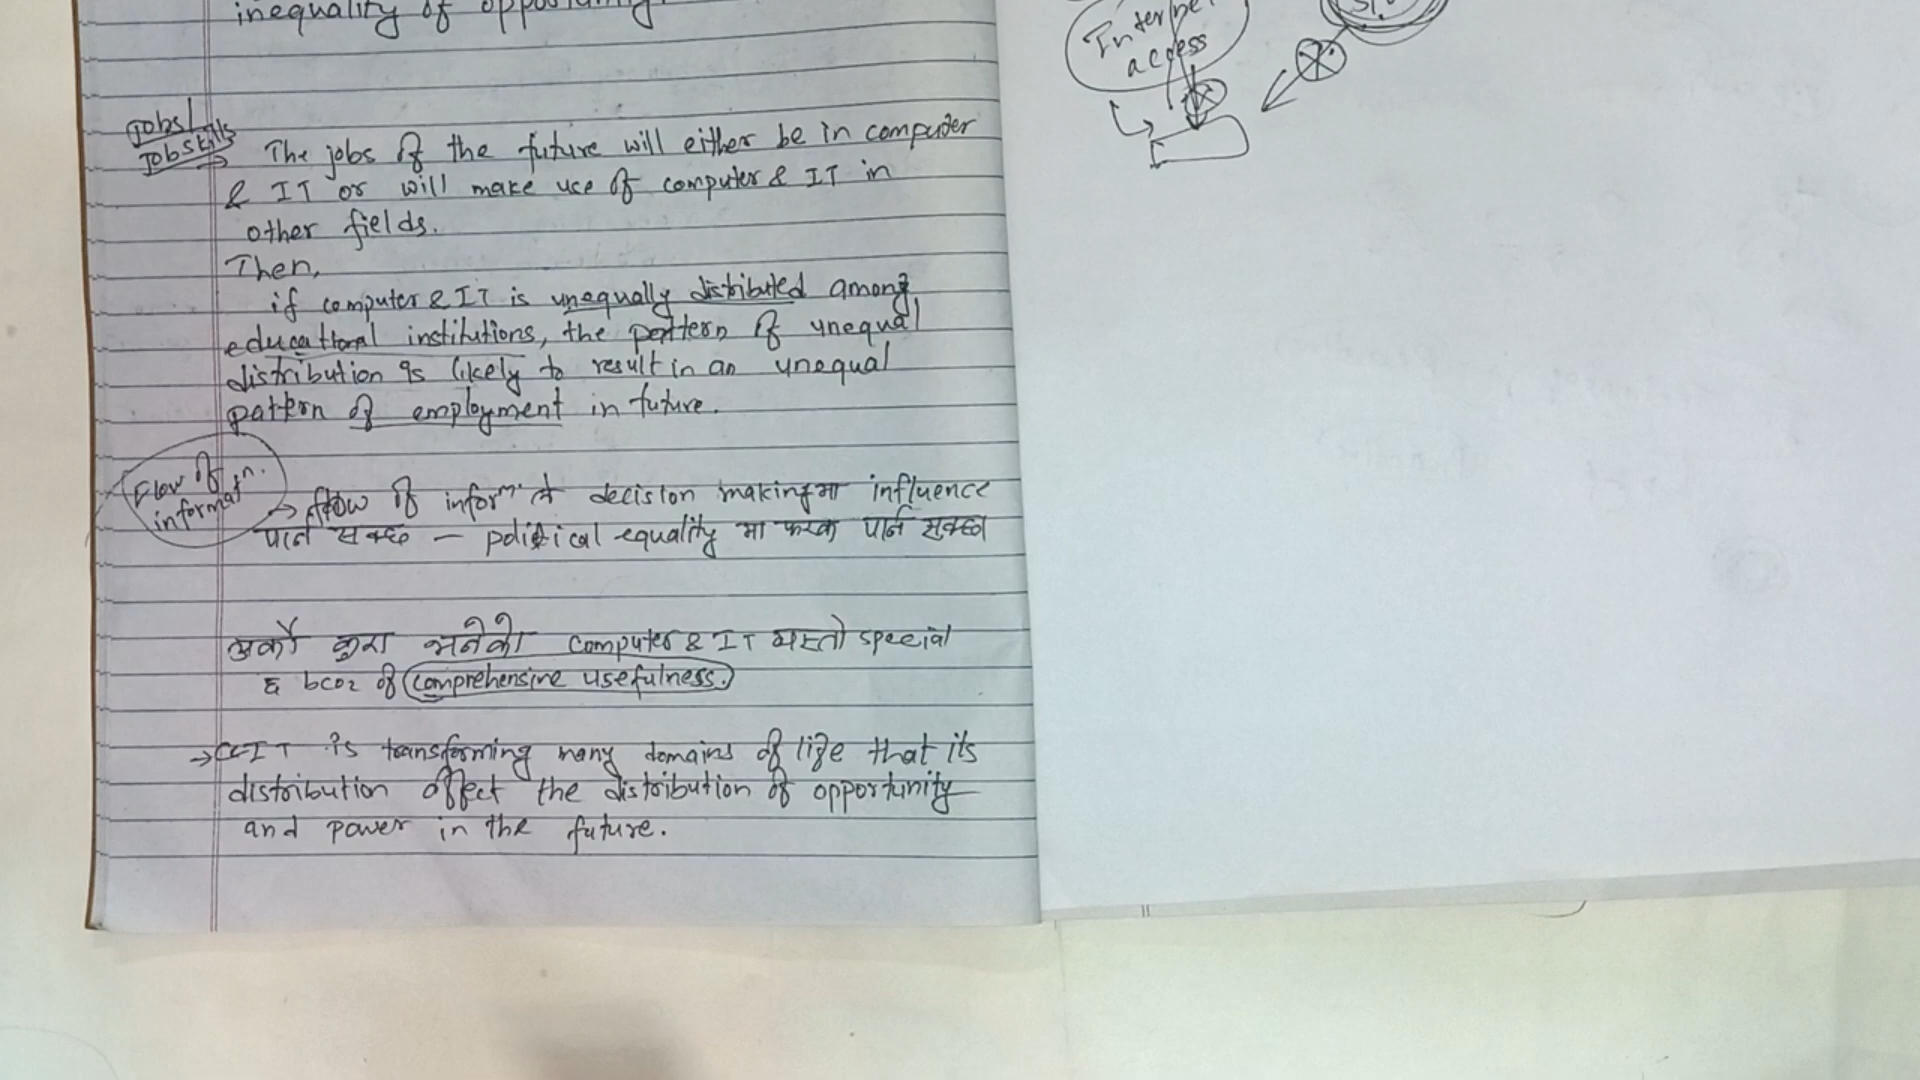 inequality of opportunity
Jobs/
Job skills
→ The jobs of the future will either be in computer
& IT or will make use of computer & IT in
other fields.
Then,
if computer & IT is unequally distributed among
educational institutions, the pattern of unequal
distribution is likely to result in an unequal
pattern of employment in future.
Flow of
informatn.
→ flow of inform ले decision making मा influence
पार्न सक्छ — political equality मा फरक पार्न सक्छ
अर्को कुरा भनेको computer & IT यस्तो special
& bcoz of comprehensive usefulness.
→ C&IT is transforming many domains of life that its
distribution affect the distribution of opportunity
and power in the future.
Internet
access